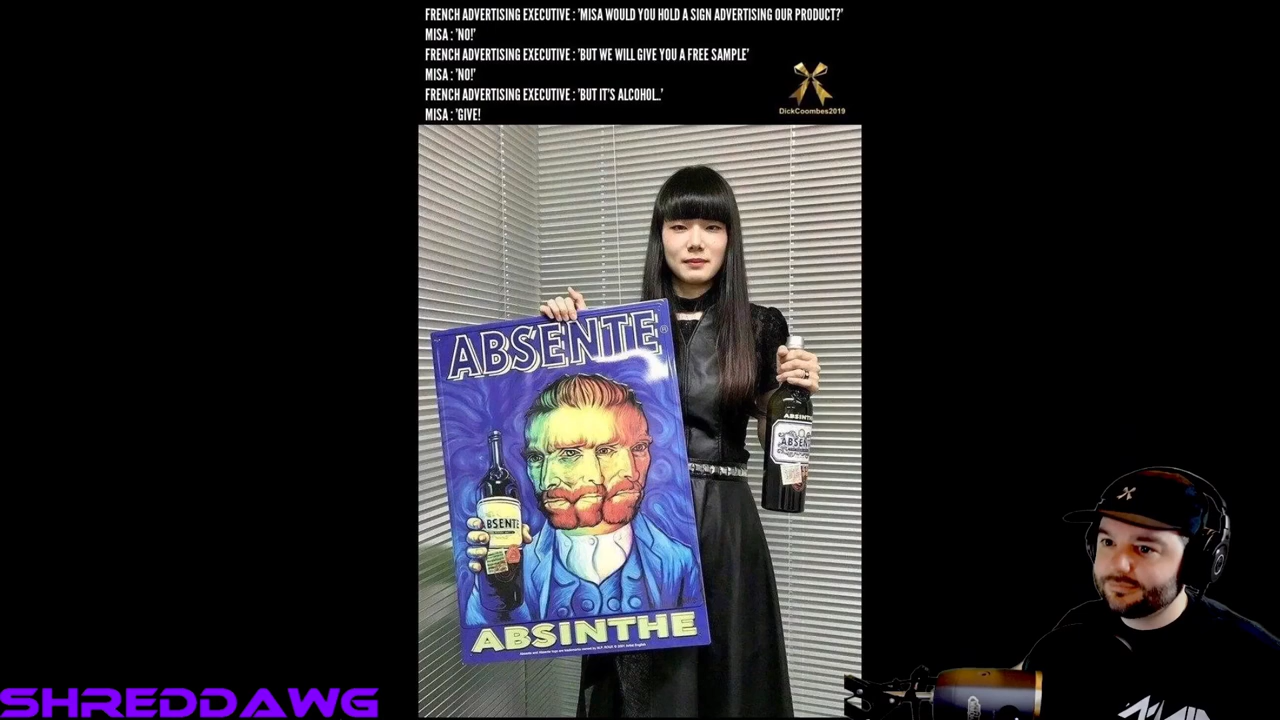 FRENCH ADVERTISING EXECUTIVE : 'MISA WOULD YOU HOLD A SIGN ADVERTISING OUR PRODUCT?'
MISA : 'NO!'
FRENCH ADVERTISING EXECUTIVE : 'BUT WE WILL GIVE YOU A FREE SAMPLE'
MISA : 'NO!'
FRENCH ADVERTISING EXECUTIVE : 'BUT IT'S ALCOHOL..'
MISA : 'GIVE!
DickCoombes2019
ABSENTE®
ABSENTE
ABSINTHE
SHREDDAWG